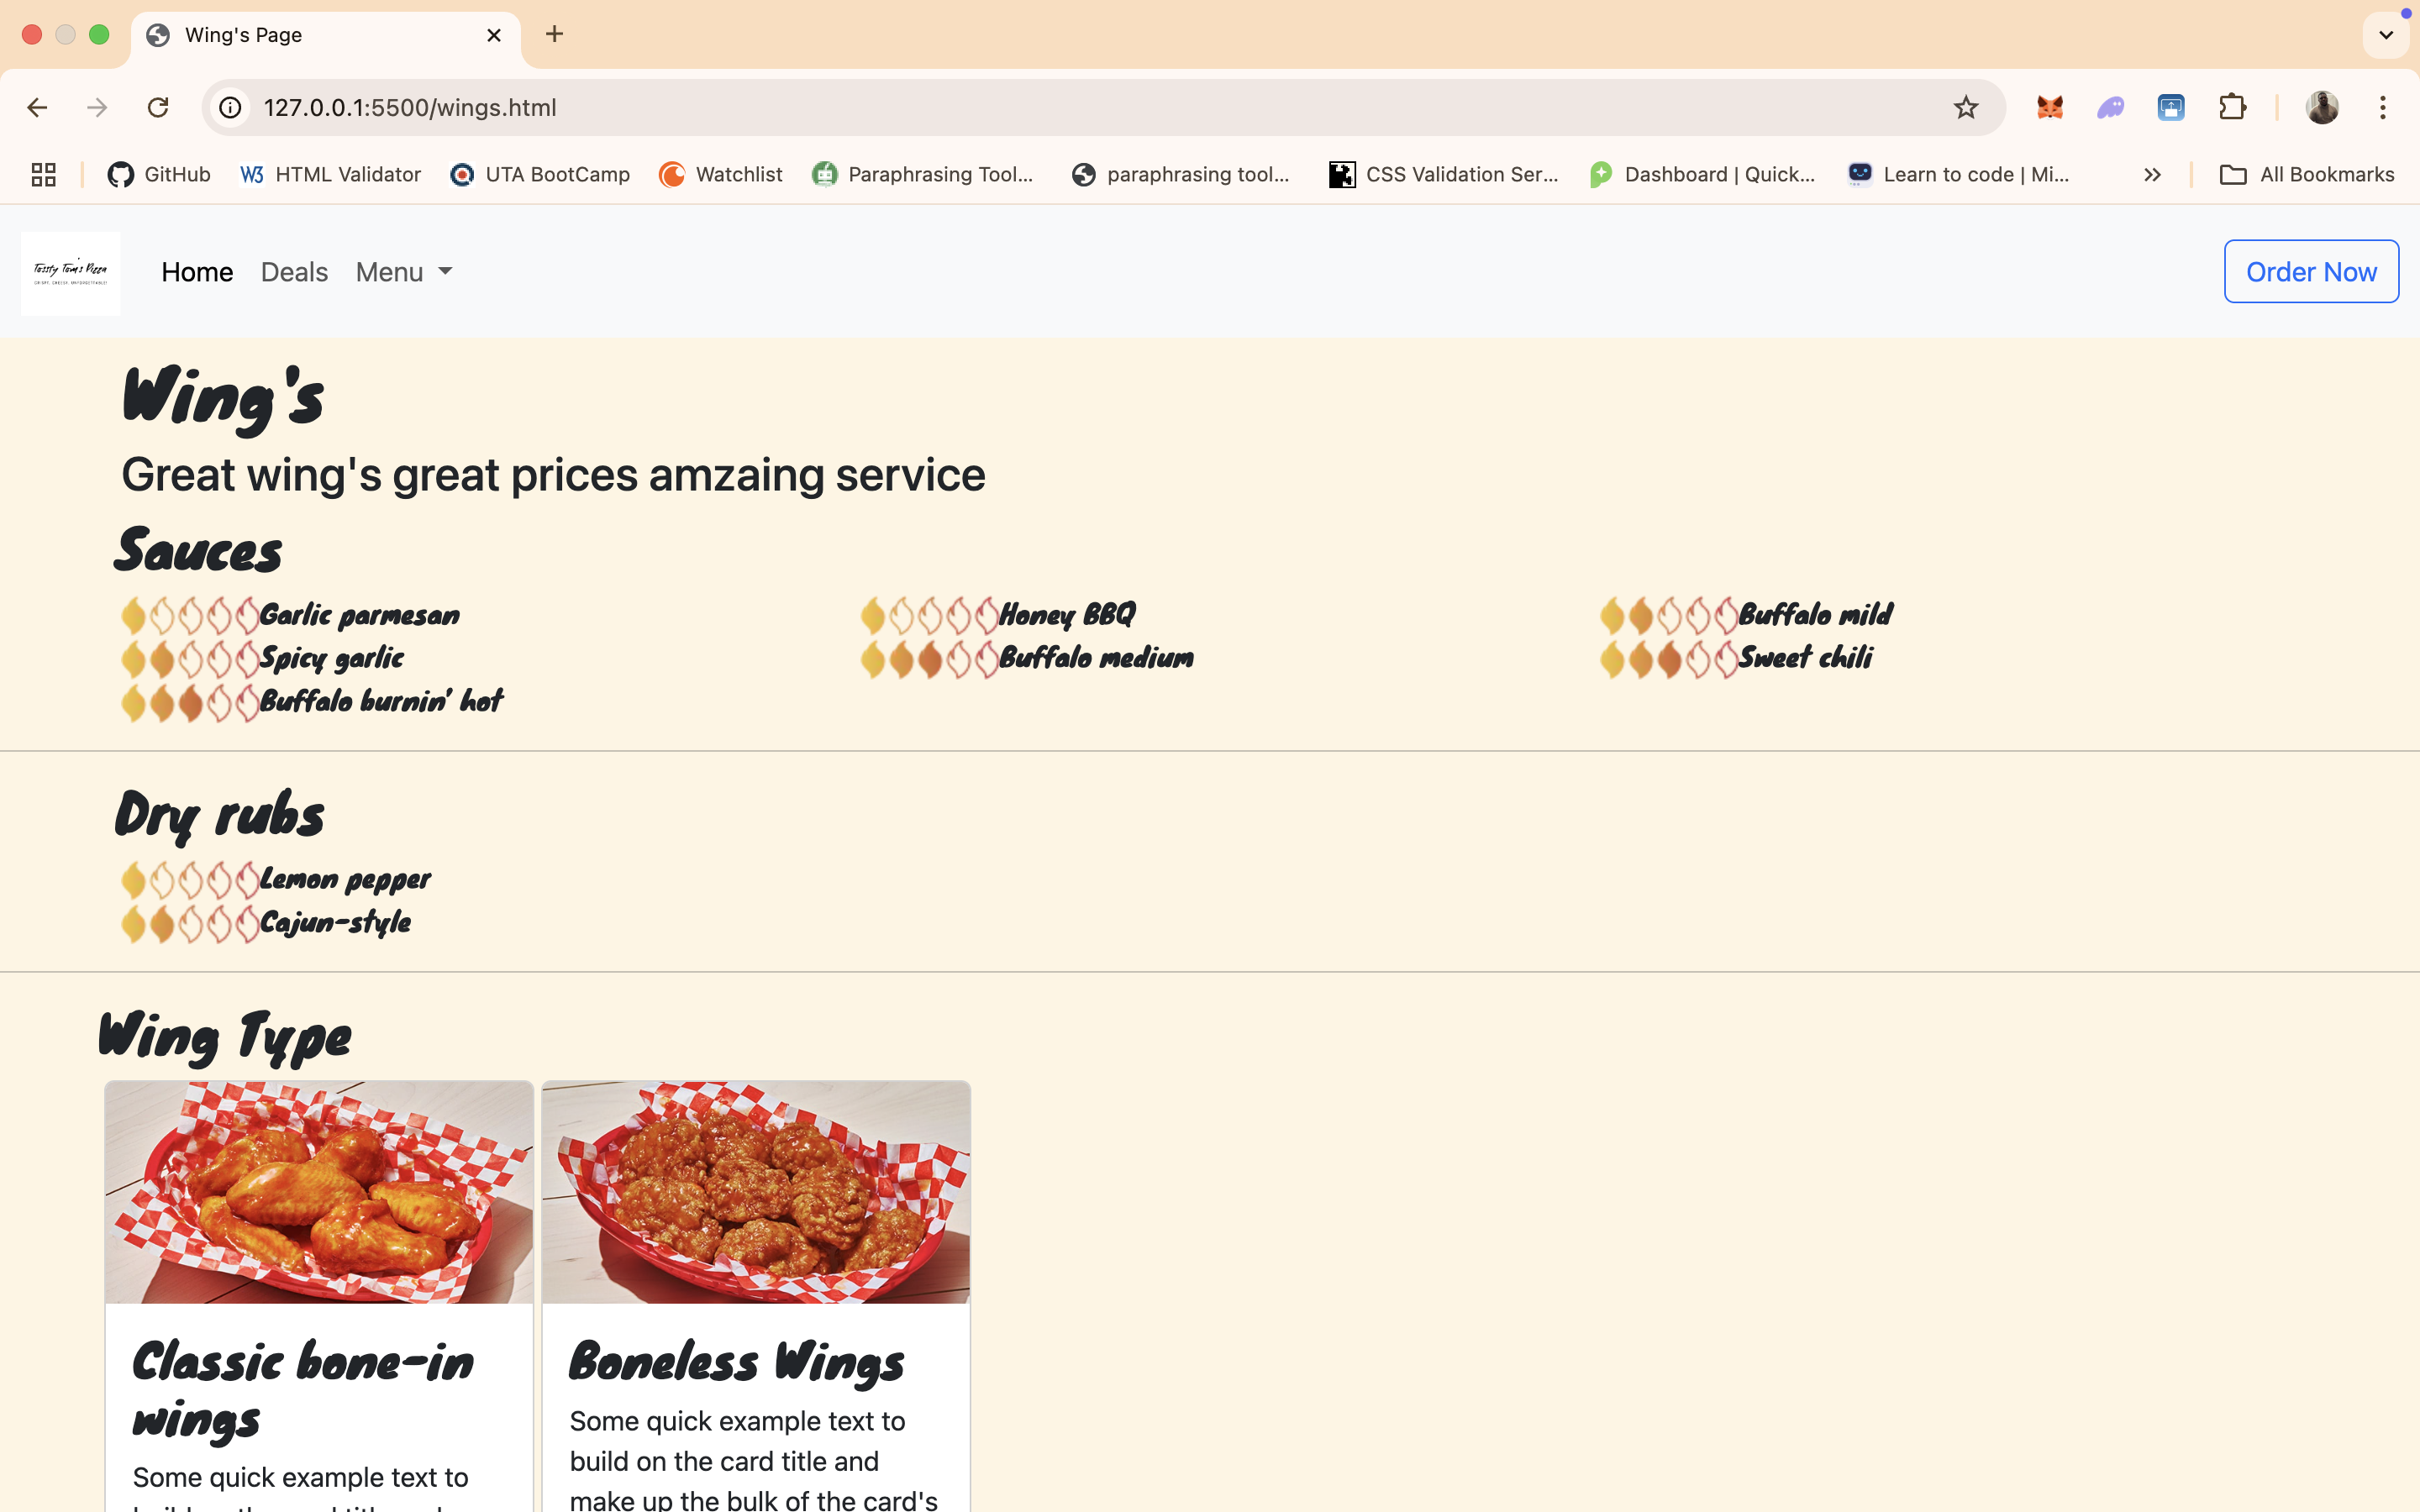 Wing's Page
127.0.0.1:5500/wings.html
GitHub
HTML Validator
UTA BootCamp
Watchlist
Paraphrasing Tool...
paraphrasing tool...
CSS Validation Ser...
Dashboard | Quick...
Learn to code | Mi...
All Bookmarks
Home
Deals
Menu
Order Now
Wing's
Great wing's great prices amzaing service
Sauces
Garlic parmesan
Honey BBQ
Buffalo mild
Spicy garlic
Buffalo medium
Sweet chili
Buffalo burnin' hot
Dry rubs
Lemon pepper
Cajun-style
Wing Type
Classic bone-in
wings
Some quick example text to
Boneless Wings
Some quick example text to
build on the card title and
make up the bulk of the card's